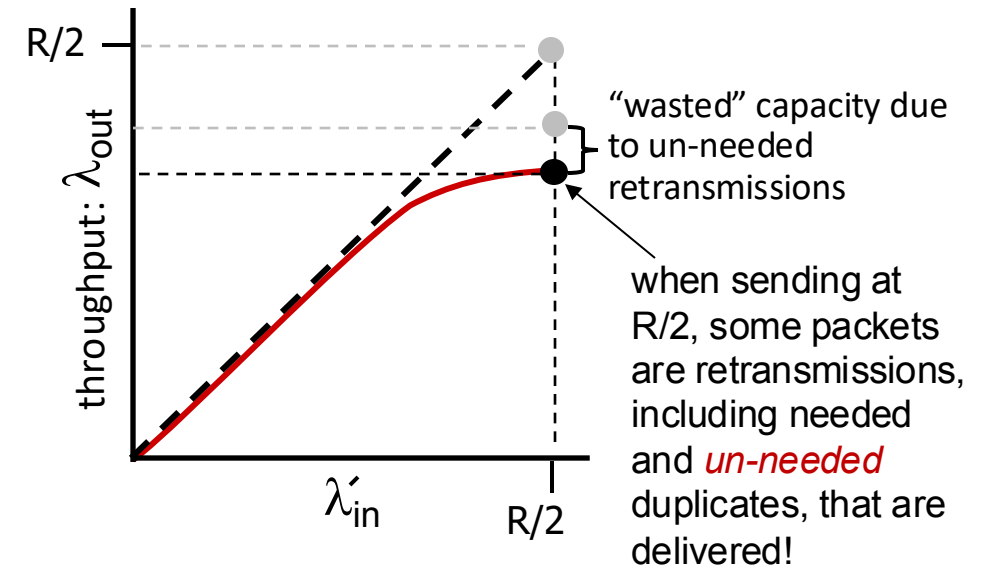 R/2
throughput: λout
“wasted” capacity due
to un-needed
retransmissions
when sending at
R/2, some packets
are retransmissions,
including needed
and un-needed
duplicates, that are
delivered!
λ′in
R/2